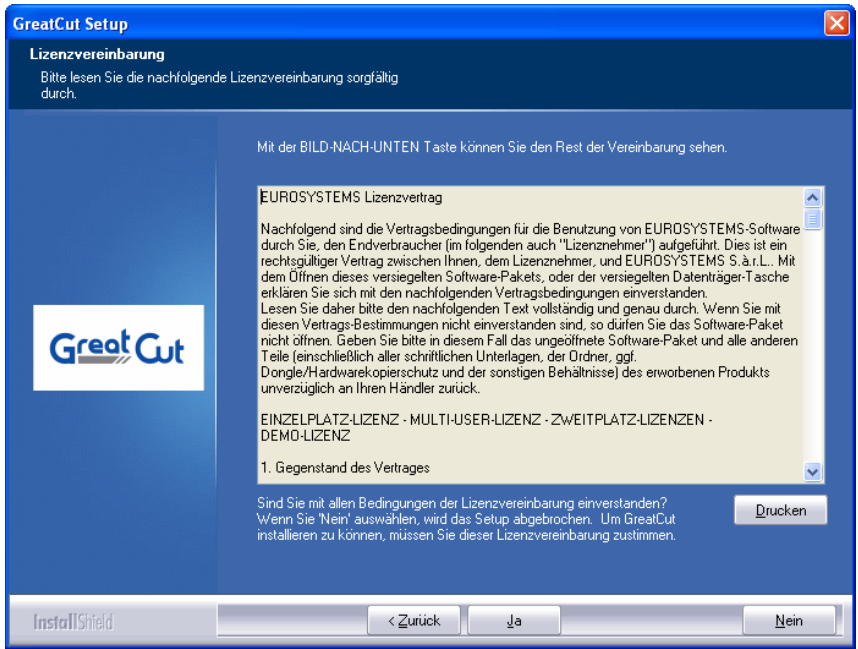 GreatCut Setup
Lizenzvereinbarung
Bitte lesen Sie die nachfolgende Lizenzvereinbarung sorgfältig
durch.
Mit der BILD-NACH-UNTEN Taste können Sie den Rest der Vereinbarung sehen.
EUROSYSTEMS Lizenzvertrag
Nachfolgend sind die Vertragsbedingungen für die Benutzung von EUROSYSTEMS-Software
durch Sie, den Endverbraucher (im folgenden auch "Lizenznehmer") aufgeführt. Dies ist ein
rechtsgültiger Vertrag zwischen Ihnen, dem Lizenznehmer, und EUROSYSTEMS S.à.r.L.. Mit
dem Öffnen dieses versiegelten Software-Pakets, oder der versiegelten Datenträger-Tasche
erklären Sie sich mit den nachfolgenden Vertragsbedingungen einverstanden.
Lesen Sie daher bitte den nachfolgenden Text vollständig und genau durch. Wenn Sie mit
diesen Vertrags-Bestimmungen nicht einverstanden sind, so dürfen Sie das Software-Paket
nicht öffnen. Geben Sie bitte in diesem Fall das ungeöffnete Software-Paket und alle anderen
Teile (einschließlich aller schriftlichen Unterlagen, der Ordner, ggf.
Dongle/Hardwarekopierschutz und der sonstigen Behältnisse) des erworbenen Produkts
unverzüglich an Ihren Händler zurück.
EINZELPLATZ-LIZENZ - MULTI-USER-LIZENZ - ZWEITPLATZ-LIZENZEN -
DEMO-LIZENZ
1. Gegenstand des Vertrages
Great Cut
Sind Sie mit allen Bedingungen der Lizenzvereinbarung einverstanden?
Wenn Sie 'Nein' auswählen, wird das Setup abgebrochen. Um GreatCut
installieren zu können, müssen Sie dieser Lizenzvereinbarung zustimmen.
Drucken
InstallShield
< Zurück
Ja
Nein